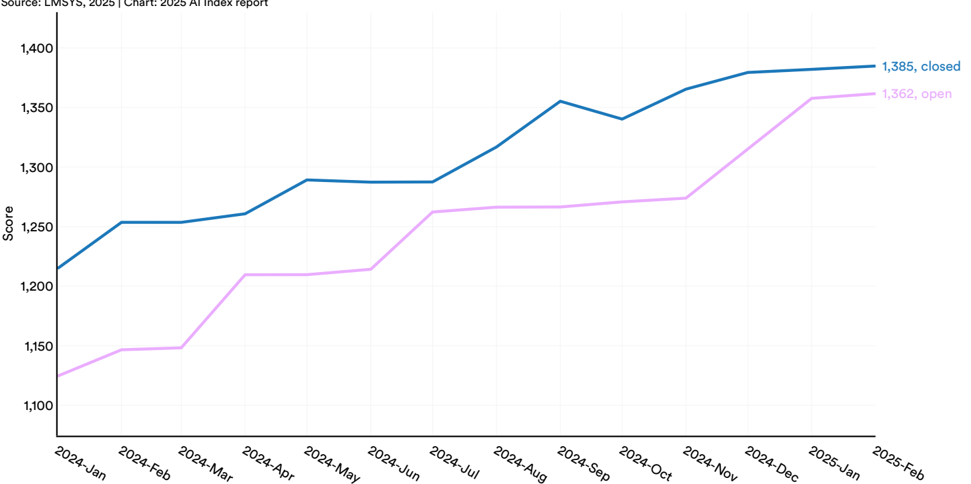 Source: LMSYS, 2025 | Chart: 2025 AI Index report
1,400
1,350
1,300
1,250
1,200
1,150
1,100
Score
1,385, closed
1,362, open
2024-Jan
2024-Feb
2024-Mar
2024-Apr
2024-May
2024-Jun
2024-Jul
2024-Aug
2024-Sep
2024-Oct
2024-Nov
2024-Dec
2025-Jan
2025-Feb